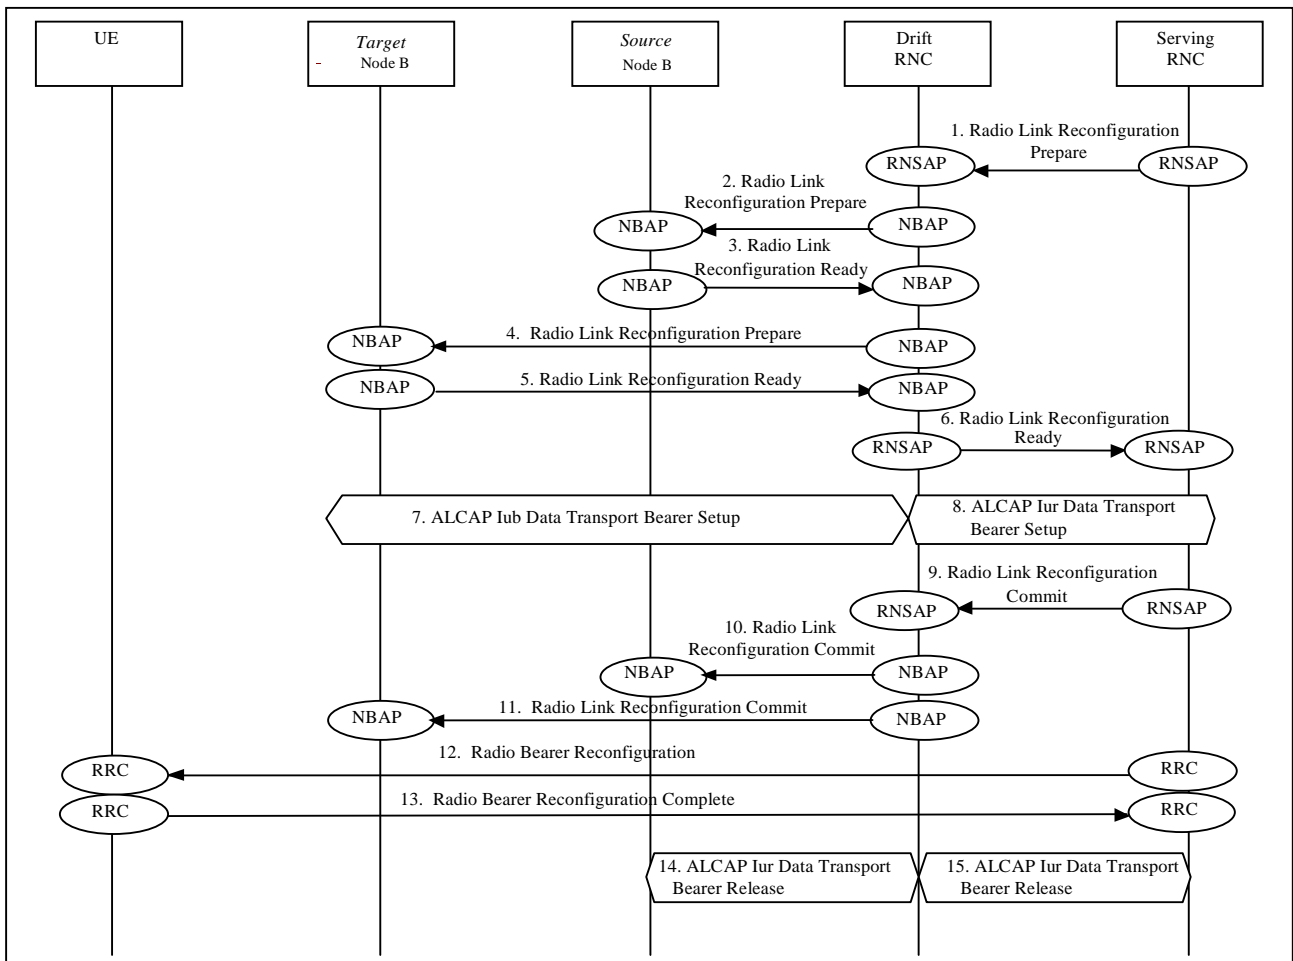 UE
Target
- Node B
Source
Node B
Drift
RNC
Serving
RNC
1. Radio Link Reconfiguration
Prepare
RNSAP
RNSAP
2. Radio Link
Reconfiguration Prepare
NBAP
NBAP
3. Radio Link
Reconfiguration Ready
NBAP
NBAP
4. Radio Link Reconfiguration Prepare
NBAP
NBAP
5. Radio Link Reconfiguration Ready
NBAP
NBAP
6. Radio Link Reconfiguration
Ready
RNSAP
RNSAP
7. ALCAP Iub Data Transport Bearer Setup
8. ALCAP Iur Data Transport
Bearer Setup
9. Radio Link Reconfiguration
Commit
RNSAP
RNSAP
10. Radio Link
Reconfiguration Commit
NBAP
NBAP
11. Radio Link Reconfiguration Commit
NBAP
NBAP
12. Radio Bearer Reconfiguration
RRC
RRC
13. Radio Bearer Reconfiguration Complete
RRC
RRC
14. ALCAP Iur Data Transport
Bearer Release
15. ALCAP Iur Data Transport
Bearer Release